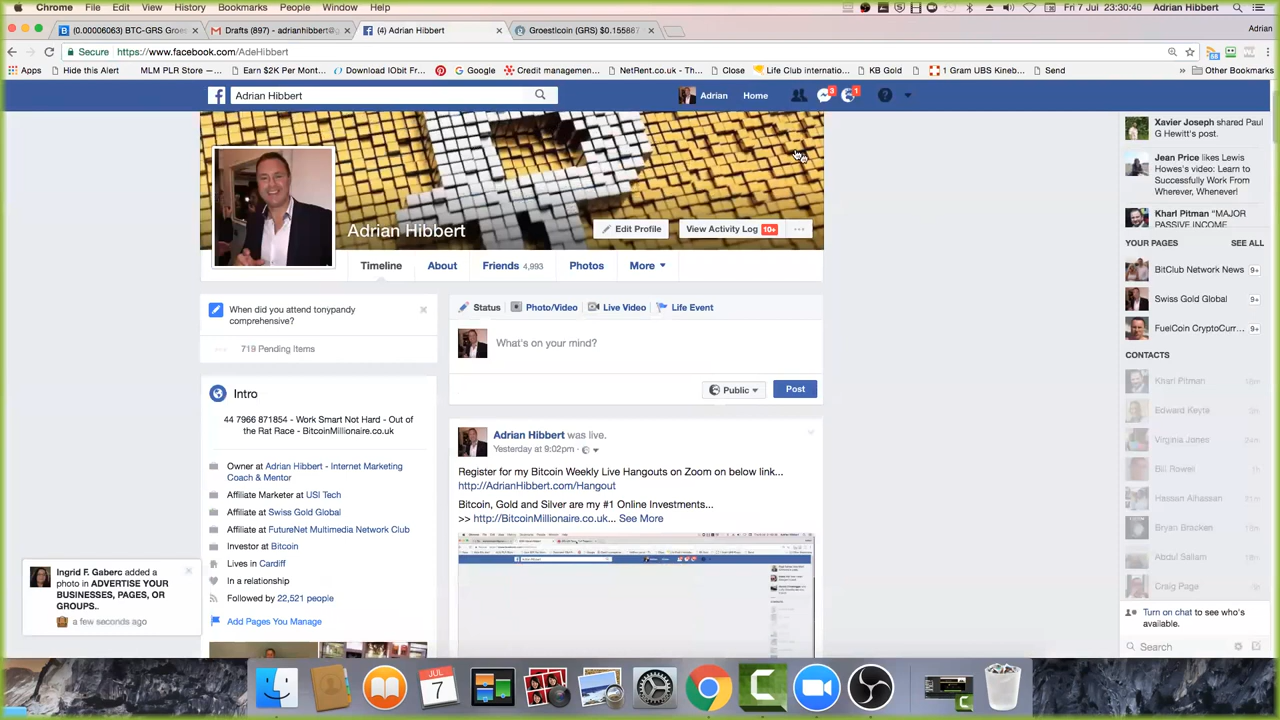 Chrome File Edit View History Bookmarks People Window Help
Fri 7 Jul 23:30:40 Adrian Hibbert
(0.00006063) BTC-GRS Groes
Drafts (897) - adrianhibbert@g
(4) Adrian Hibbert
Groestlcoin (GRS) $0.155887
Adrian
Secure https://www.facebook.com/AdeHibbert
Apps Hide this Alert MLM PLR Store —... Earn $2K Per Mont... Download IObit Fr... Google Credit managemen... NetRent.co.uk - Th... Close Life Club internatio... KB Gold 1 Gram UBS Kineb... Send » Other Bookmarks
Adrian Hibbert
Adrian Home 3 1
Adrian Hibbert
Edit Profile
View Activity Log 10+
Timeline About Friends 4,993 Photos More
When did you attend tonypandy
comprehensive?
719 Pending Items
Intro
44 7966 871854 - Work Smart Not Hard - Out of
the Rat Race - BitcoinMillionaire.co.uk
Owner at Adrian Hibbert - Internet Marketing
Coach & Mentor
Affiliate Marketer at USI Tech
Affiliate at Swiss Gold Global
Affiliate at FutureNet Multimedia Network Club
Investor at Bitcoin
Lives in Cardiff
In a relationship
Followed by 22,521 people
Add Pages You Manage
Status Photo/Video Live Video Life Event
What's on your mind?
Public Post
Adrian Hibbert was live.
Yesterday at 9:02pm
Register for my Bitcoin Weekly Live Hangouts on Zoom on below link...
http://AdrianHibbert.com/Hangout
Bitcoin, Gold and Silver are my #1 Online Investments...
>> http://BitcoinMillionaire.co.uk... See More
Xavier Joseph shared Paul
G Hewitt's post.
Jean Price likes Lewis
Howes's video: Learn to
Successfully Work From
Wherever, Whenever!
Kharl Pitman "MAJOR
PASSIVE INCOME
YOUR PAGES SEE ALL
BitClub Network News 9+
Swiss Gold Global 9+
FuelCoin CryptoCurr... 9+
CONTACTS
Kharl Pitman
Edward Keyte
Virginia Jones
Bill Rowell
Hassan Alhassan
Bryan Bracken
Abdul Sallam
Craig Page
Turn on chat to see who's
available.
Search
Ingrid F. Gaberc added a
photo in ADVERTISE YOUR
BUSINESSES, PAGES, OR
GROUPS..
a few seconds ago
JUL
7